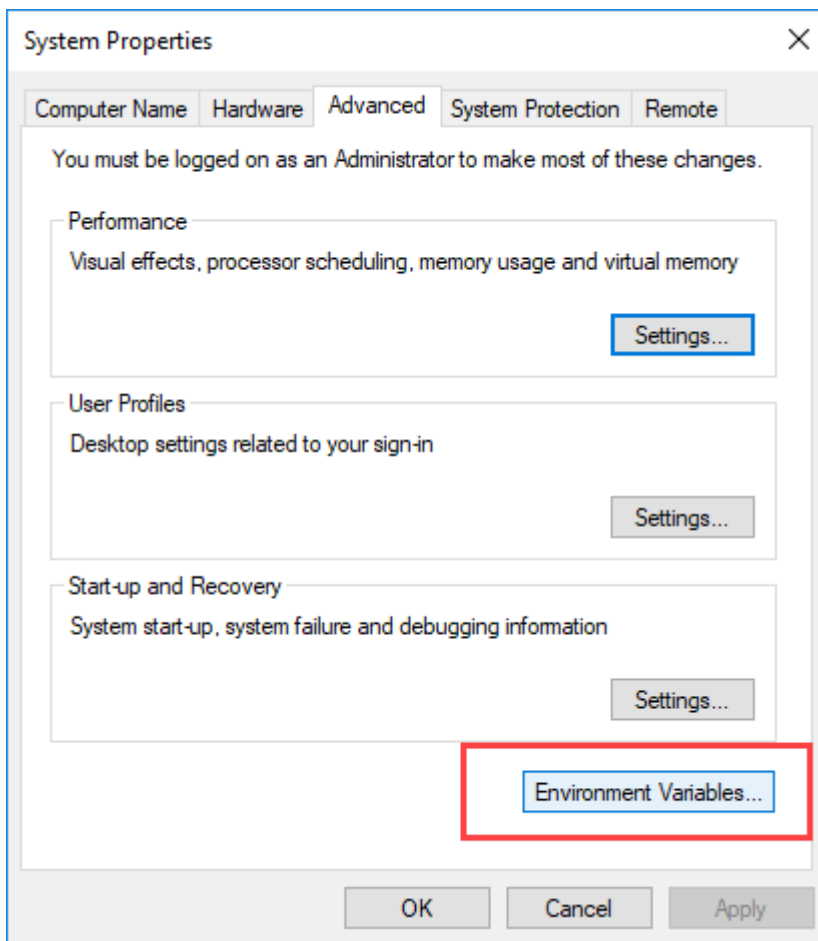 System Properties
Computer Name Hardware Advanced System Protection Remote
You must be logged on as an Administrator to make most of these changes.
Performance
Visual effects, processor scheduling, memory usage and virtual memory
Settings...
User Profiles
Desktop settings related to your sign-in
Settings...
Start-up and Recovery
System start-up, system failure and debugging information
Settings...
Environment Variables...
OK Cancel Apply